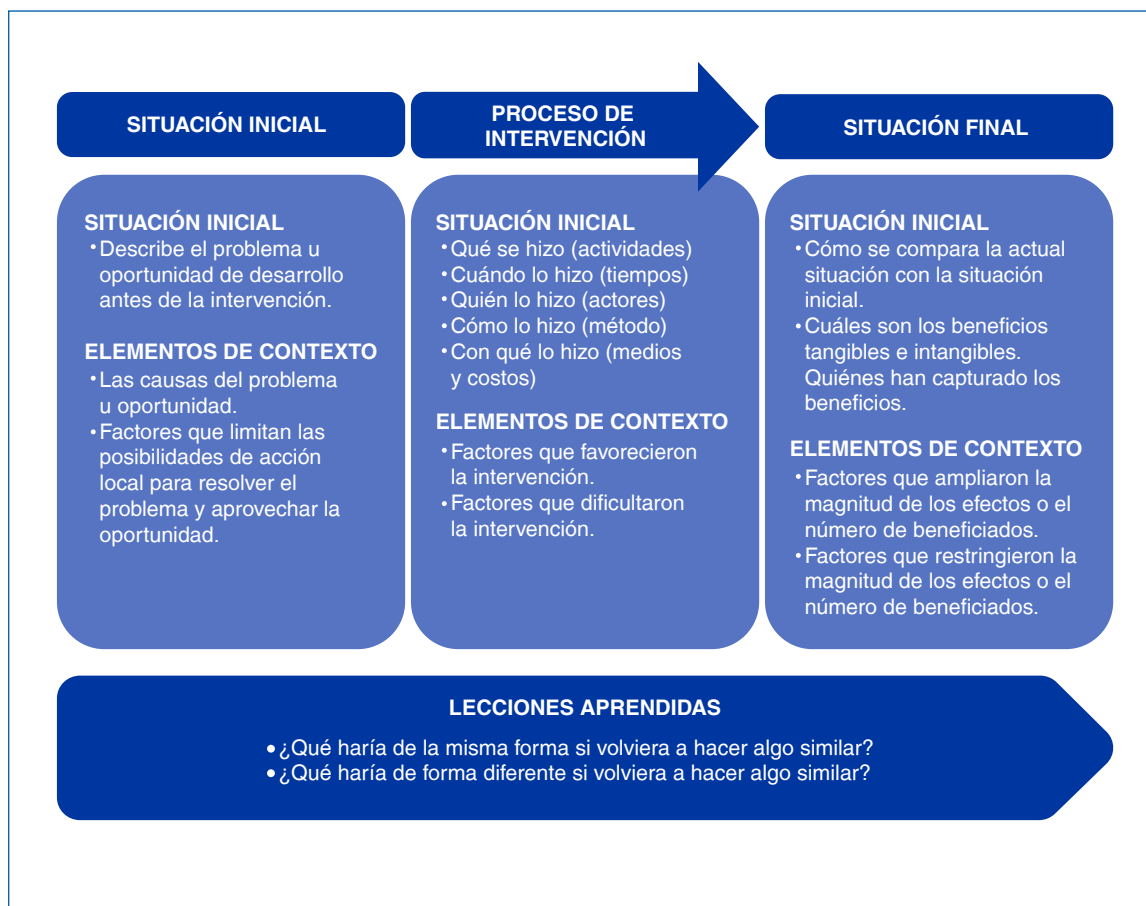 SITUACIÓN INICIAL
PROCESO DE
INTERVENCIÓN
SITUACIÓN FINAL
SITUACIÓN INICIAL
• Describe el problema u
oportunidad de desarrollo
antes de la intervención.
ELEMENTOS DE CONTEXTO
• Las causas del problema
u oportunidad.
• Factores que limitan las
posibilidades de acción
local para resolver el
problema y aprovechar la
oportunidad.
SITUACIÓN INICIAL
• Qué se hizo (actividades)
• Cuándo lo hizo (tiempos)
• Quién lo hizo (actores)
• Cómo lo hizo (método)
• Con qué lo hizo (medios
y costos)
ELEMENTOS DE CONTEXTO
• Factores que favorecieron
la intervención.
• Factores que dificultaron
la intervención.
SITUACIÓN INICIAL
• Cómo se compara la actual
situación con la situación
inicial.
• Cuáles son los beneficios
tangibles e intangibles.
Quiénes han capturado los
beneficios.
ELEMENTOS DE CONTEXTO
• Factores que ampliaron la
magnitud de los efectos o el
número de beneficiados.
• Factores que restringieron la
magnitud de los efectos o el
número de beneficiados.
LECCIONES APRENDIDAS
• ¿Qué haría de la misma forma si volviera a hacer algo similar?
• ¿Qué haría de forma diferente si volviera a hacer algo similar?